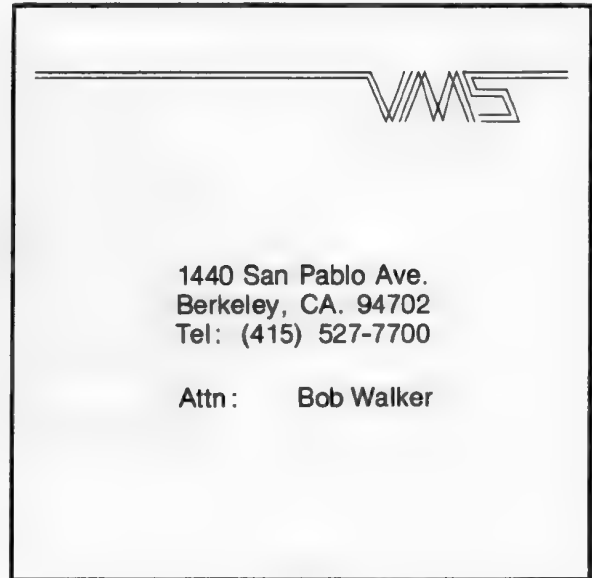 VMS
1440 San Pablo Ave.
Berkeley, CA. 94702
Tel: (415) 527-7700
Attn: Bob Walker